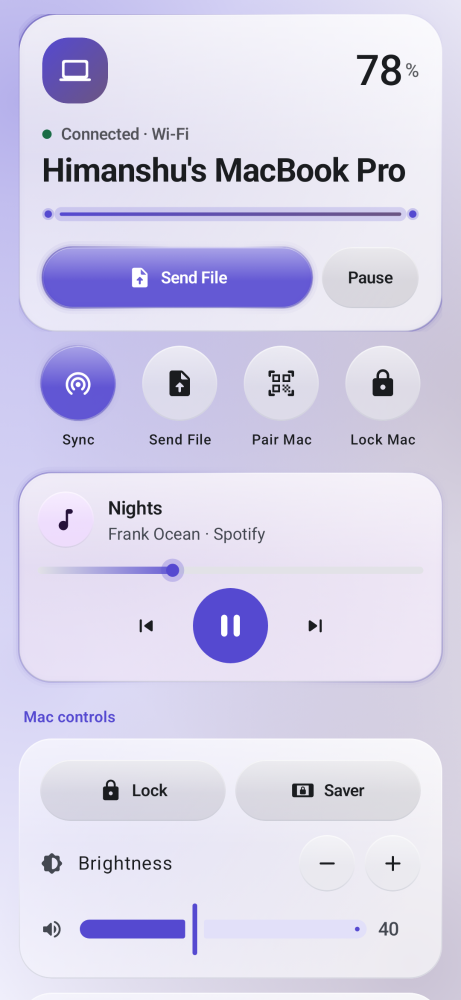 78%
Connected · Wi-Fi
Himanshu's MacBook Pro
Send File
Pause
Sync
Send File
Pair Mac
Lock Mac
Nights
Frank Ocean · Spotify
Mac controls
Lock
Saver
Brightness
40